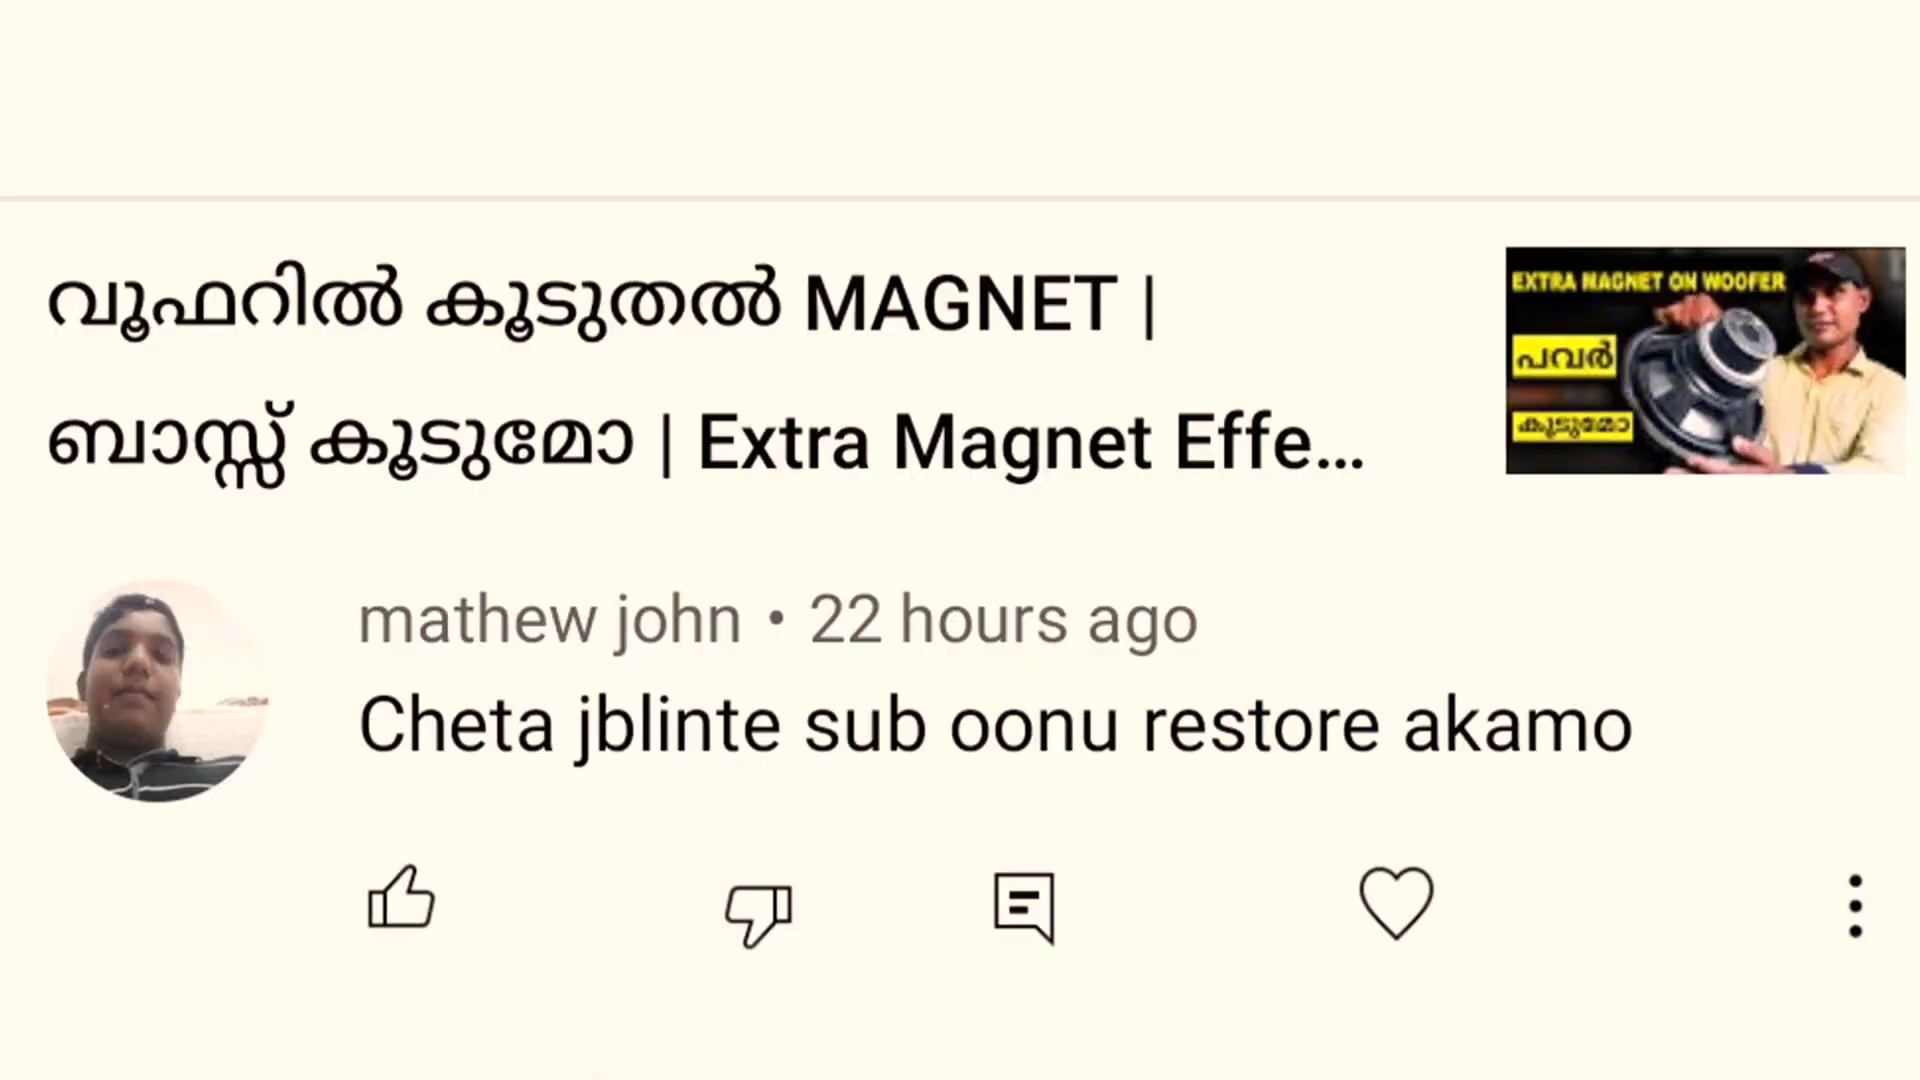 വൂഫറിൽ കൂടുതൽ MAGNET |
ബാസ്സ് കൂടുമോ | Extra Magnet Effe...
EXTRA MAGNET ON WOOFER
പവർ
കൂടുമോ
mathew john • 22 hours ago
Cheta jblinte sub oonu restore akamo